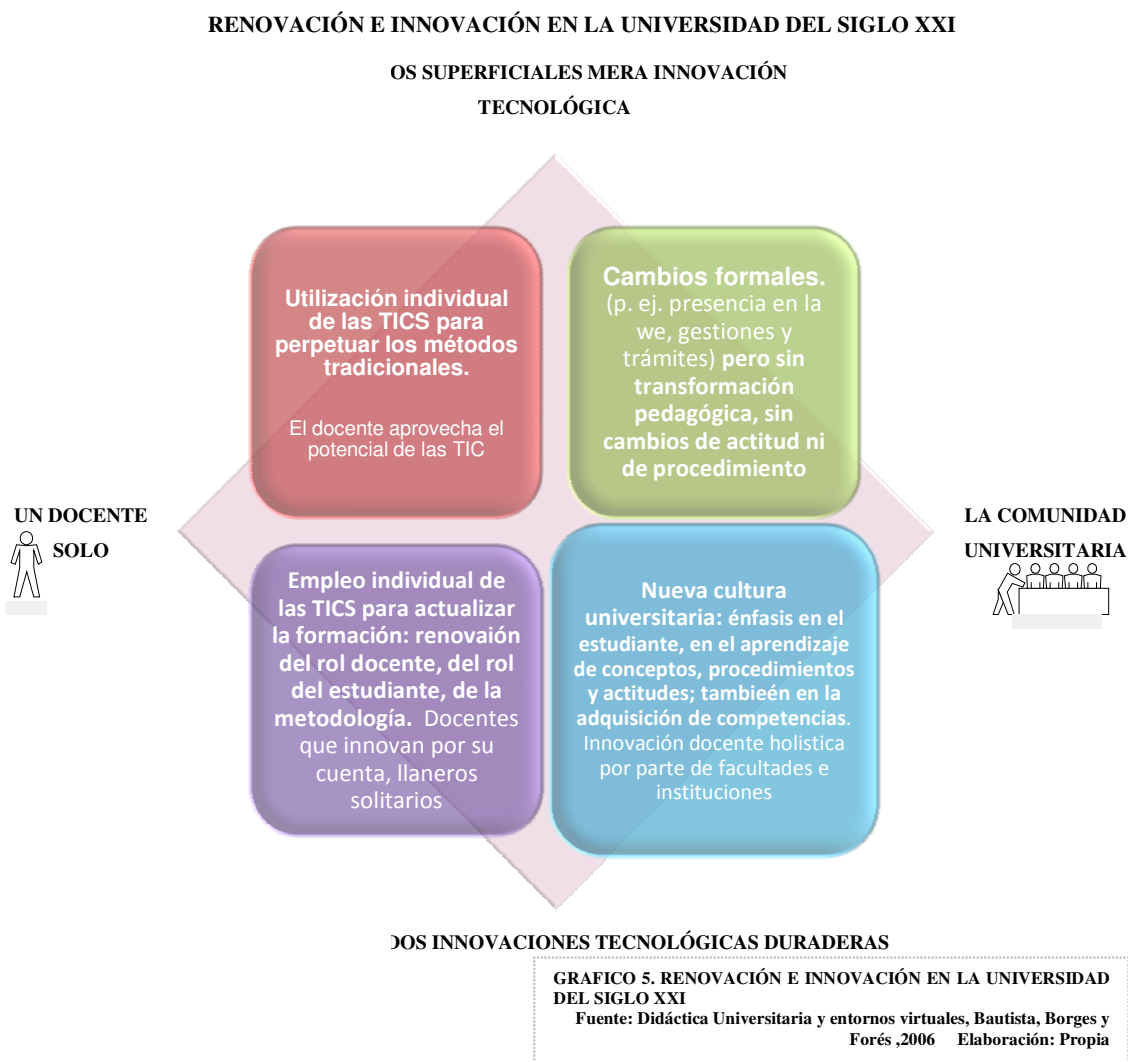 RENOVACIÓN E INNOVACIÓN EN LA UNIVERSIDAD DEL SIGLO XXI
OS SUPERFICIALES MERA INNOVACIÓN
TECNOLÓGICA
Utilización individual
de las TICS para
perpetuar los métodos
tradicionales.
El docente aprovecha el
potencial de las TIC
Cambios formales.
(p. ej. presencia en la
we, gestiones y
trámites) pero sin
transformación
pedagógica, sin
cambios de actitud ni
de procedimiento
UN DOCENTE
SOLO
LA COMUNIDAD
UNIVERSITARIA
Empleo individual de
las TICS para actualizar
la formación: renovaión
del rol docente, del rol
del estudiante, de la
metodología. Docentes
que innovan por su
cuenta, llaneros
solitarios
Nueva cultura
universitaria: énfasis en el
estudiante, en el aprendizaje
de conceptos, procedimientos
y actitudes; tambieén en la
adquisición de competencias.
Innovación docente holistica
por parte de facultades e
instituciones
OS INNOVACIONES TECNOLÓGICAS DURADERAS
GRAFICO 5. RENOVACIÓN E INNOVACIÓN EN LA UNIVERSIDAD
DEL SIGLO XXI
Fuente: Didáctica Universitaria y entornos virtuales, Bautista, Borges y
Forés ,2006 Elaboración: Propia